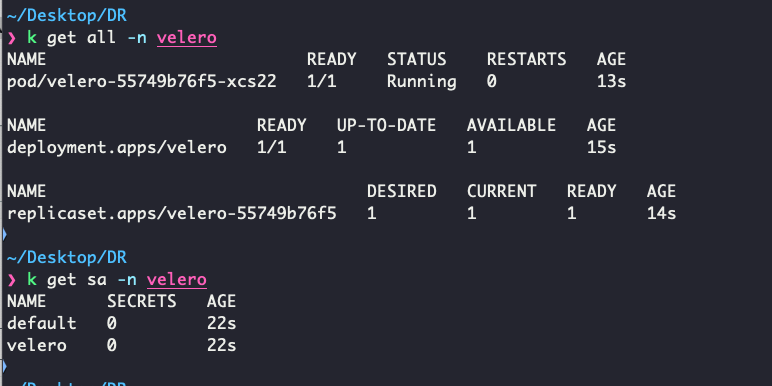 ~/Desktop/DR
❯ k get all -n velero
NAME READY STATUS RESTARTS AGE
pod/velero-55749b76f5-xcs22 1/1 Running 0 13s
NAME READY UP-TO-DATE AVAILABLE AGE
deployment.apps/velero 1/1 1 1 15s
NAME DESIRED CURRENT READY AGE
replicaset.apps/velero-55749b76f5 1 1 1 14s
~/Desktop/DR
❯ k get sa -n velero
NAME SECRETS AGE
default 0 22s
velero 0 22s
~/Desktop/DR